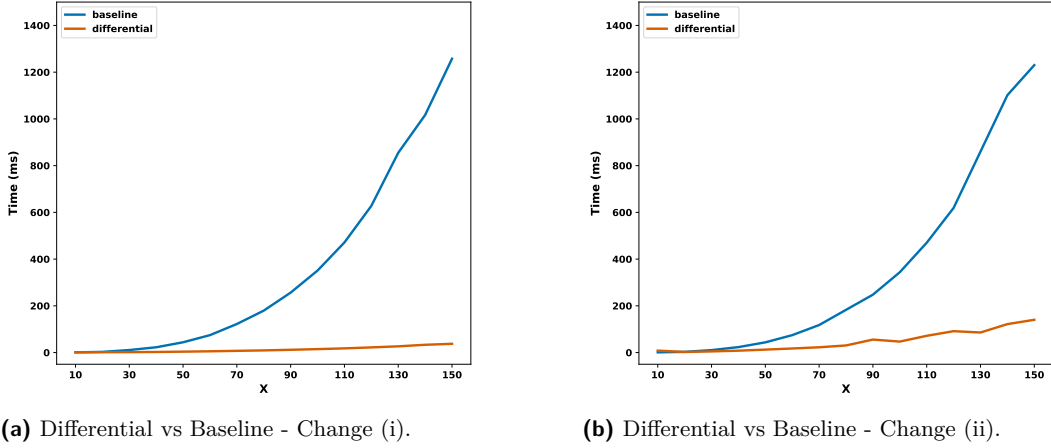 baseline
differential
1400
1200
1000
800
600
400
200
0
Time (ms)
10 30 50 70 90 110 130 150
X
(a) Differential vs Baseline - Change (i).
baseline
differential
1400
1200
1000
800
600
400
200
0
Time (ms)
10 30 50 70 90 110 130 150
X
(b) Differential vs Baseline - Change (ii).